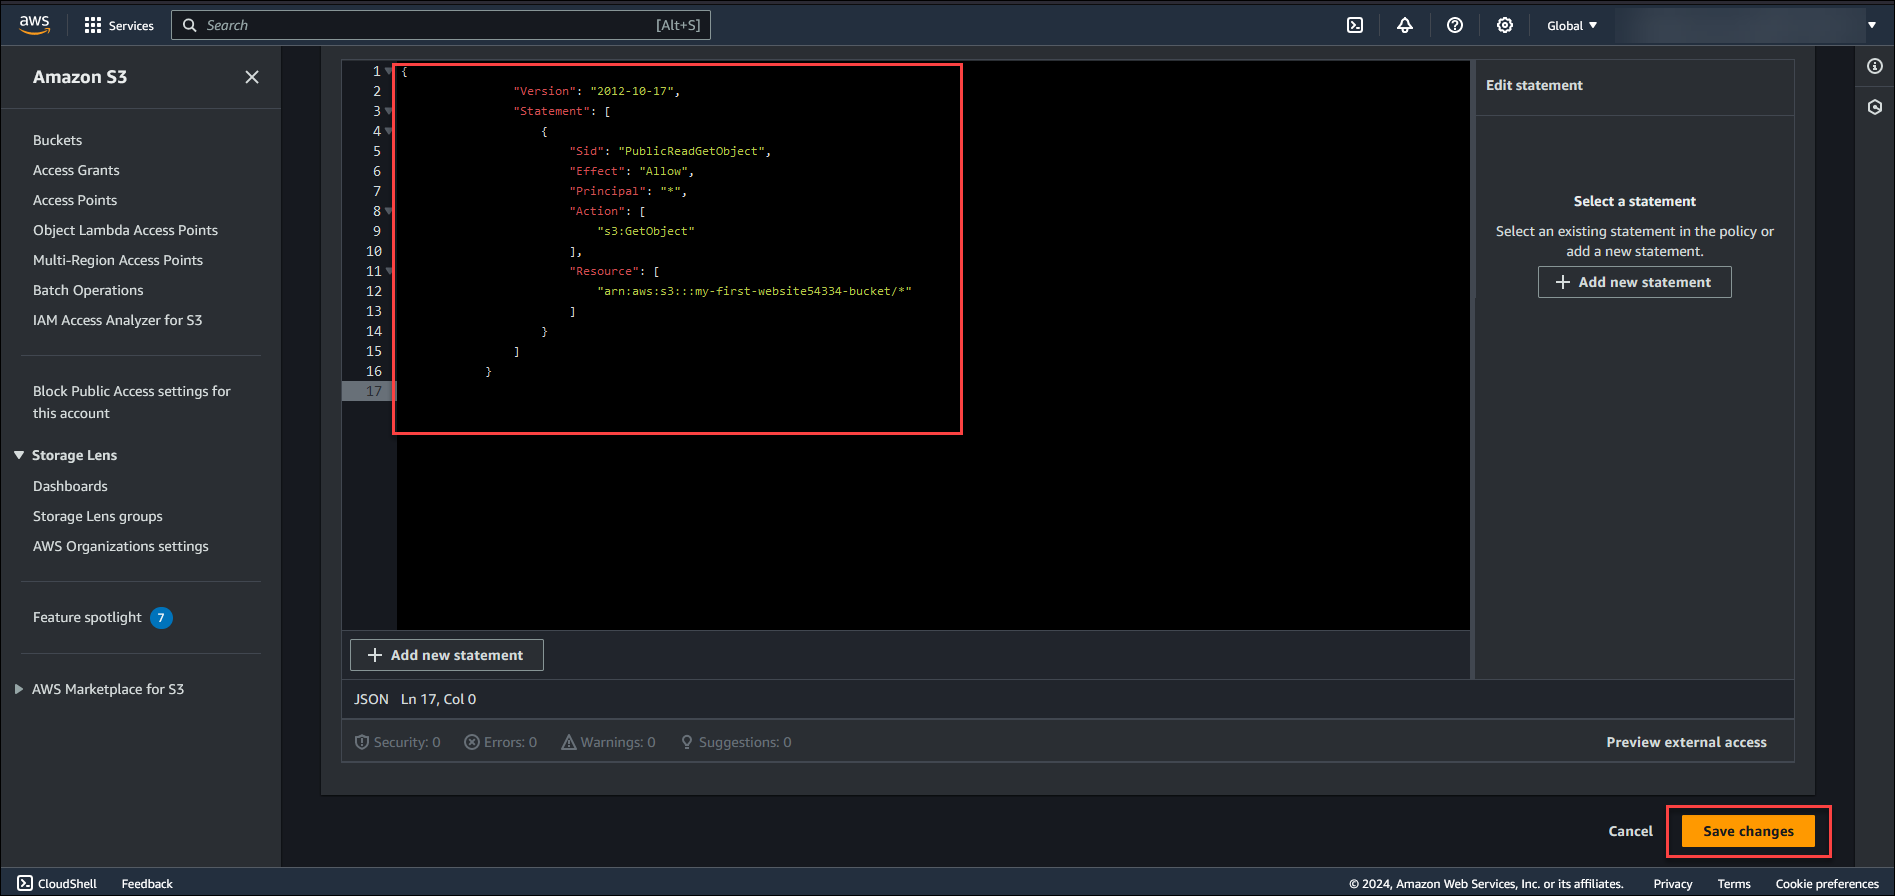 aws
Services
Search
[Alt+S]
Global
Amazon S3
Buckets
Access Grants
Access Points
Object Lambda Access Points
Multi-Region Access Points
Batch Operations
IAM Access Analyzer for S3
Block Public Access settings for
this account
Storage Lens
Dashboards
Storage Lens groups
AWS Organizations settings
Feature spotlight 7
AWS Marketplace for S3
1 {
2 "Version": "2012-10-17",
3 "Statement": [
4 {
5 "Sid": "PublicReadGetObject",
6 "Effect": "Allow",
7 "Principal": "*",
8 "Action": [
9 "s3:GetObject"
10 ],
11 "Resource": [
12 "arn:aws:s3:::my-first-website54334-bucket/*"
13 ]
14 }
15 ]
16 }
17
Add new statement
JSON Ln 17, Col 0
Security: 0 Errors: 0 Warnings: 0 Suggestions: 0
Preview external access
Edit statement
Select a statement
Select an existing statement in the policy or
add a new statement.
Add new statement
Cancel
Save changes
CloudShell
Feedback
© 2024, Amazon Web Services, Inc. or its affiliates.
Privacy
Terms
Cookie preferences